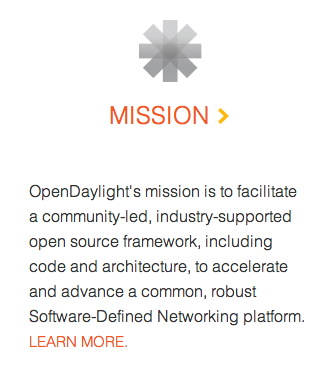 MISSION >
OpenDaylight's mission is to facilitate
a community-led, industry-supported
open source framework, including
code and architecture, to accelerate
and advance a common, robust
Software-Defined Networking platform.
LEARN MORE.